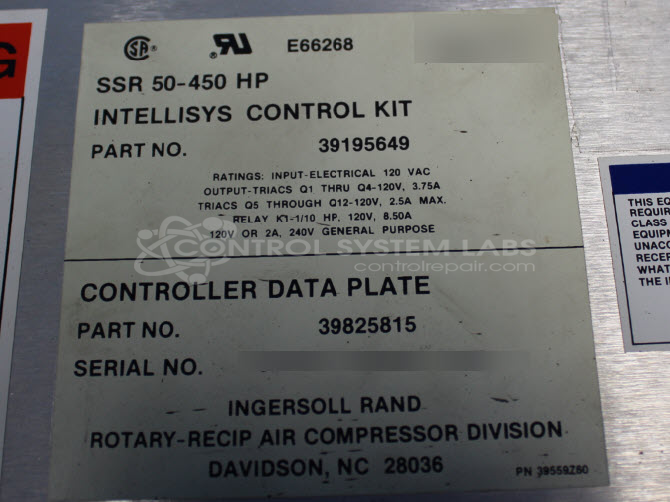 G
SA ®
RU
E66268
SSR 50-450 HP
INTELLISYS CONTROL KIT
PART NO. 39195649
RATINGS: INPUT-ELECTRICAL 120 VAC
OUTPUT-TRIACS Q1 THRU Q4-120V, 3.75A
TRIACS Q5 THROUGH Q12-120V, 2.5A MAX.
RELAY K1-1/10 HP, 120V, 8.50A
120V OR 2A, 240V GENERAL PURPOSE
CONTROL SYSTEM LABS
controlrepair.com
CONTROLLER DATA PLATE
PART NO. 39825815
SERIAL NO.
INGERSOLL RAND
ROTARY-RECIP AIR COMPRESSOR DIVISION
DAVIDSON, NC 28036
PN 39559760
THIS EQ
REQUIR
CLASS
EQUIPM
UNACC
RECEP
WHAT
THE I